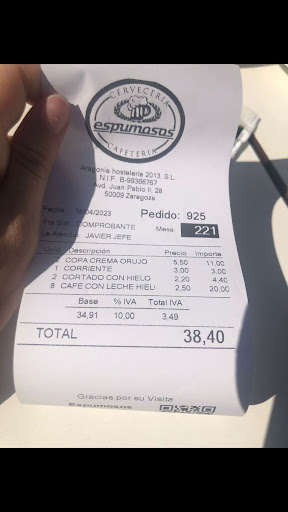 CERVECERIA
espumosos
CAFETERIA
Aragonia hosteleria 2013, S.L
N.I.F. B-99366767
Avd. Juan Pablo II. 28
50009 Zaragoza
Fecha: 18/04/2023 Pedido: 925
Fra Sim: COMPROBANTE Mesa: 221
Le Atendió: JAVIER JEFE
Unid Descripción Precio Importe
2 COPA CREMA ORUJO 5,50 11,00
1 CORRIENTE 3,00 3,00
2 CORTADO CON HIELO 2,20 4,40
8 CAFE CON LECHE HIEL 2,50 20,00
Base % IVA Total IVA
34,91 10,00 3,49
TOTAL 38,40
Gracias por su Visita
Espumosos